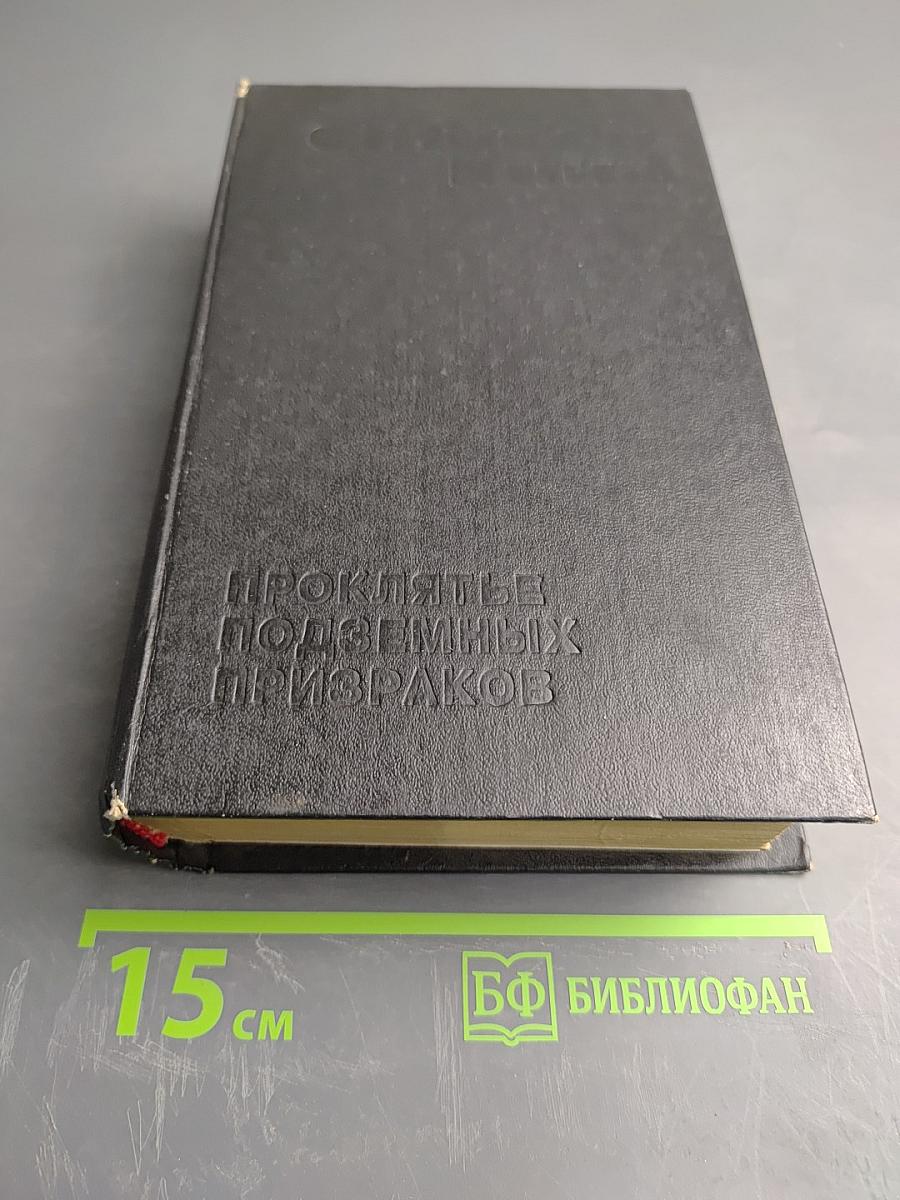 ПРОКЛЯТЬЕ
ПОДЗЕМНЫХ
ПРИЗРАКОВ
15 см
БФ БИБЛИОФАН